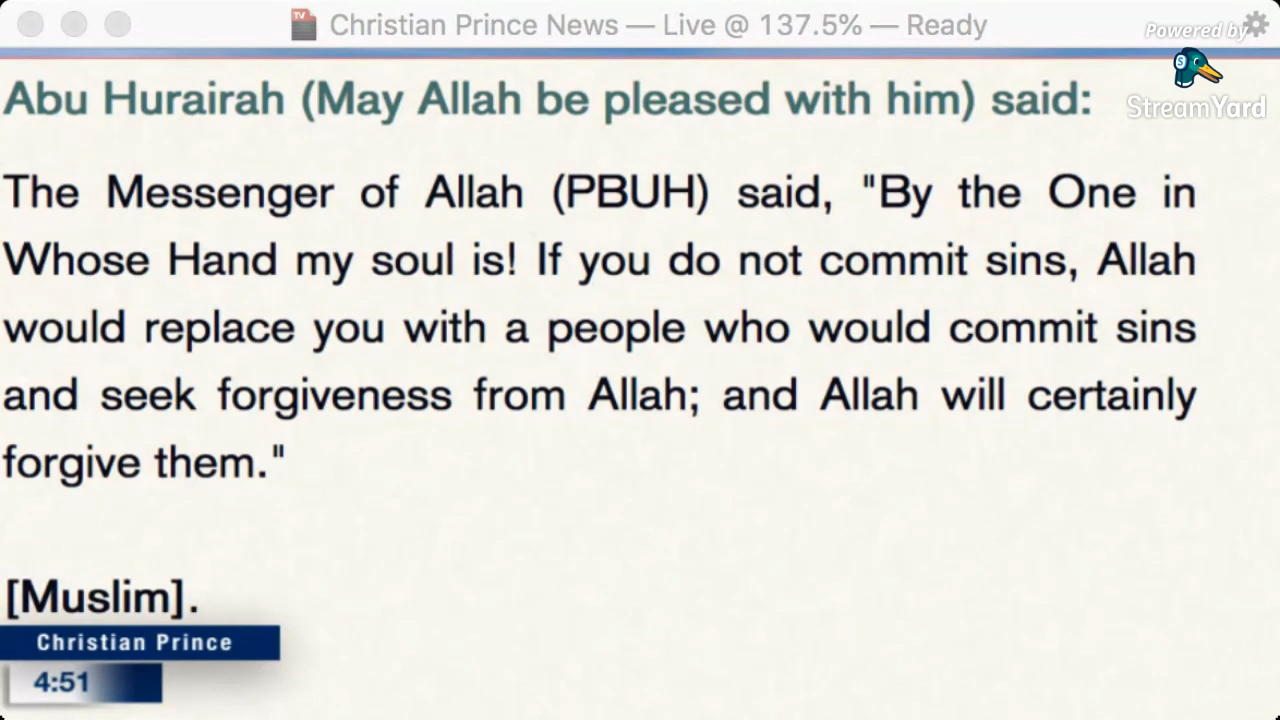 Christian Prince News — Live @ 137.5% — Ready
Powered by
StreamYard
Abu Hurairah (May Allah be pleased with him) said:
The Messenger of Allah (PBUH) said, "By the One in
Whose Hand my soul is! If you do not commit sins, Allah
would replace you with a people who would commit sins
and seek forgiveness from Allah; and Allah will certainly
forgive them."
[Muslim].
Christian Prince
4:51